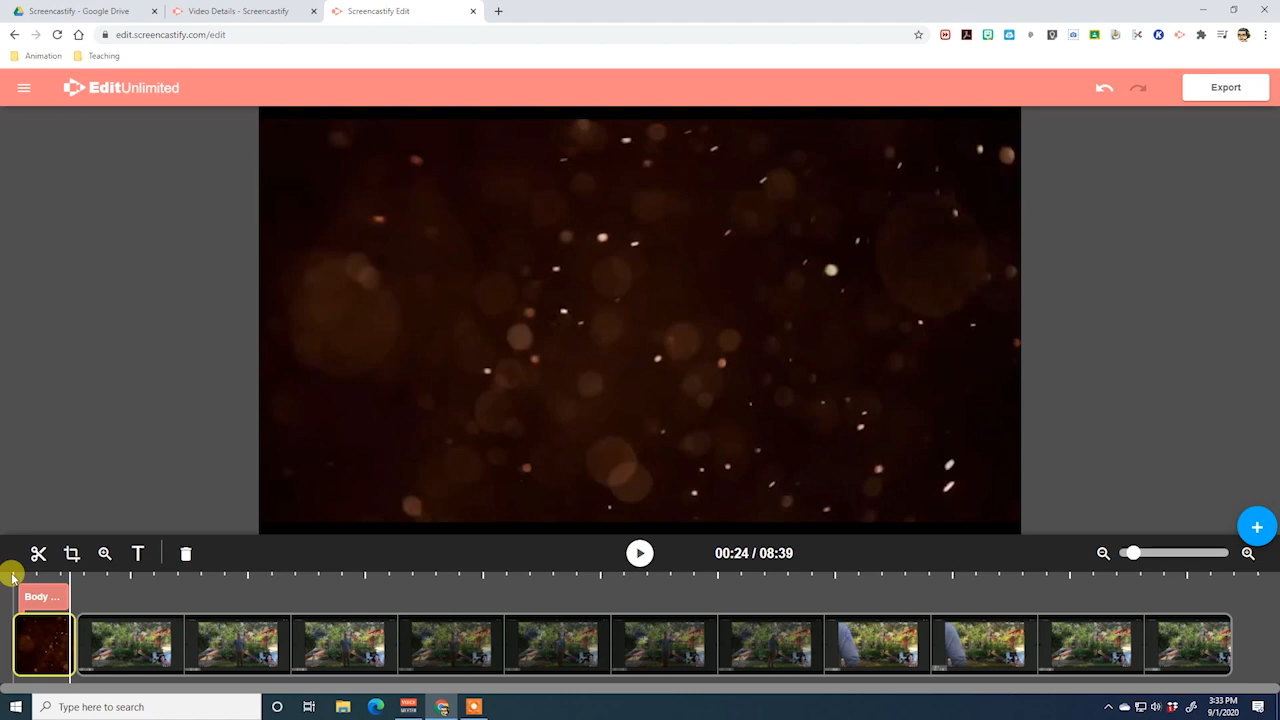 Screencastify - Google Drive
Video Details - Screencastify
Screencastify Edit
edit.screencastify.com/edit
Animation
Teaching
EditUnlimited
Export
T
00:24 / 08:39
Body ...
Type here to search
3:33 PM
9/1/2020